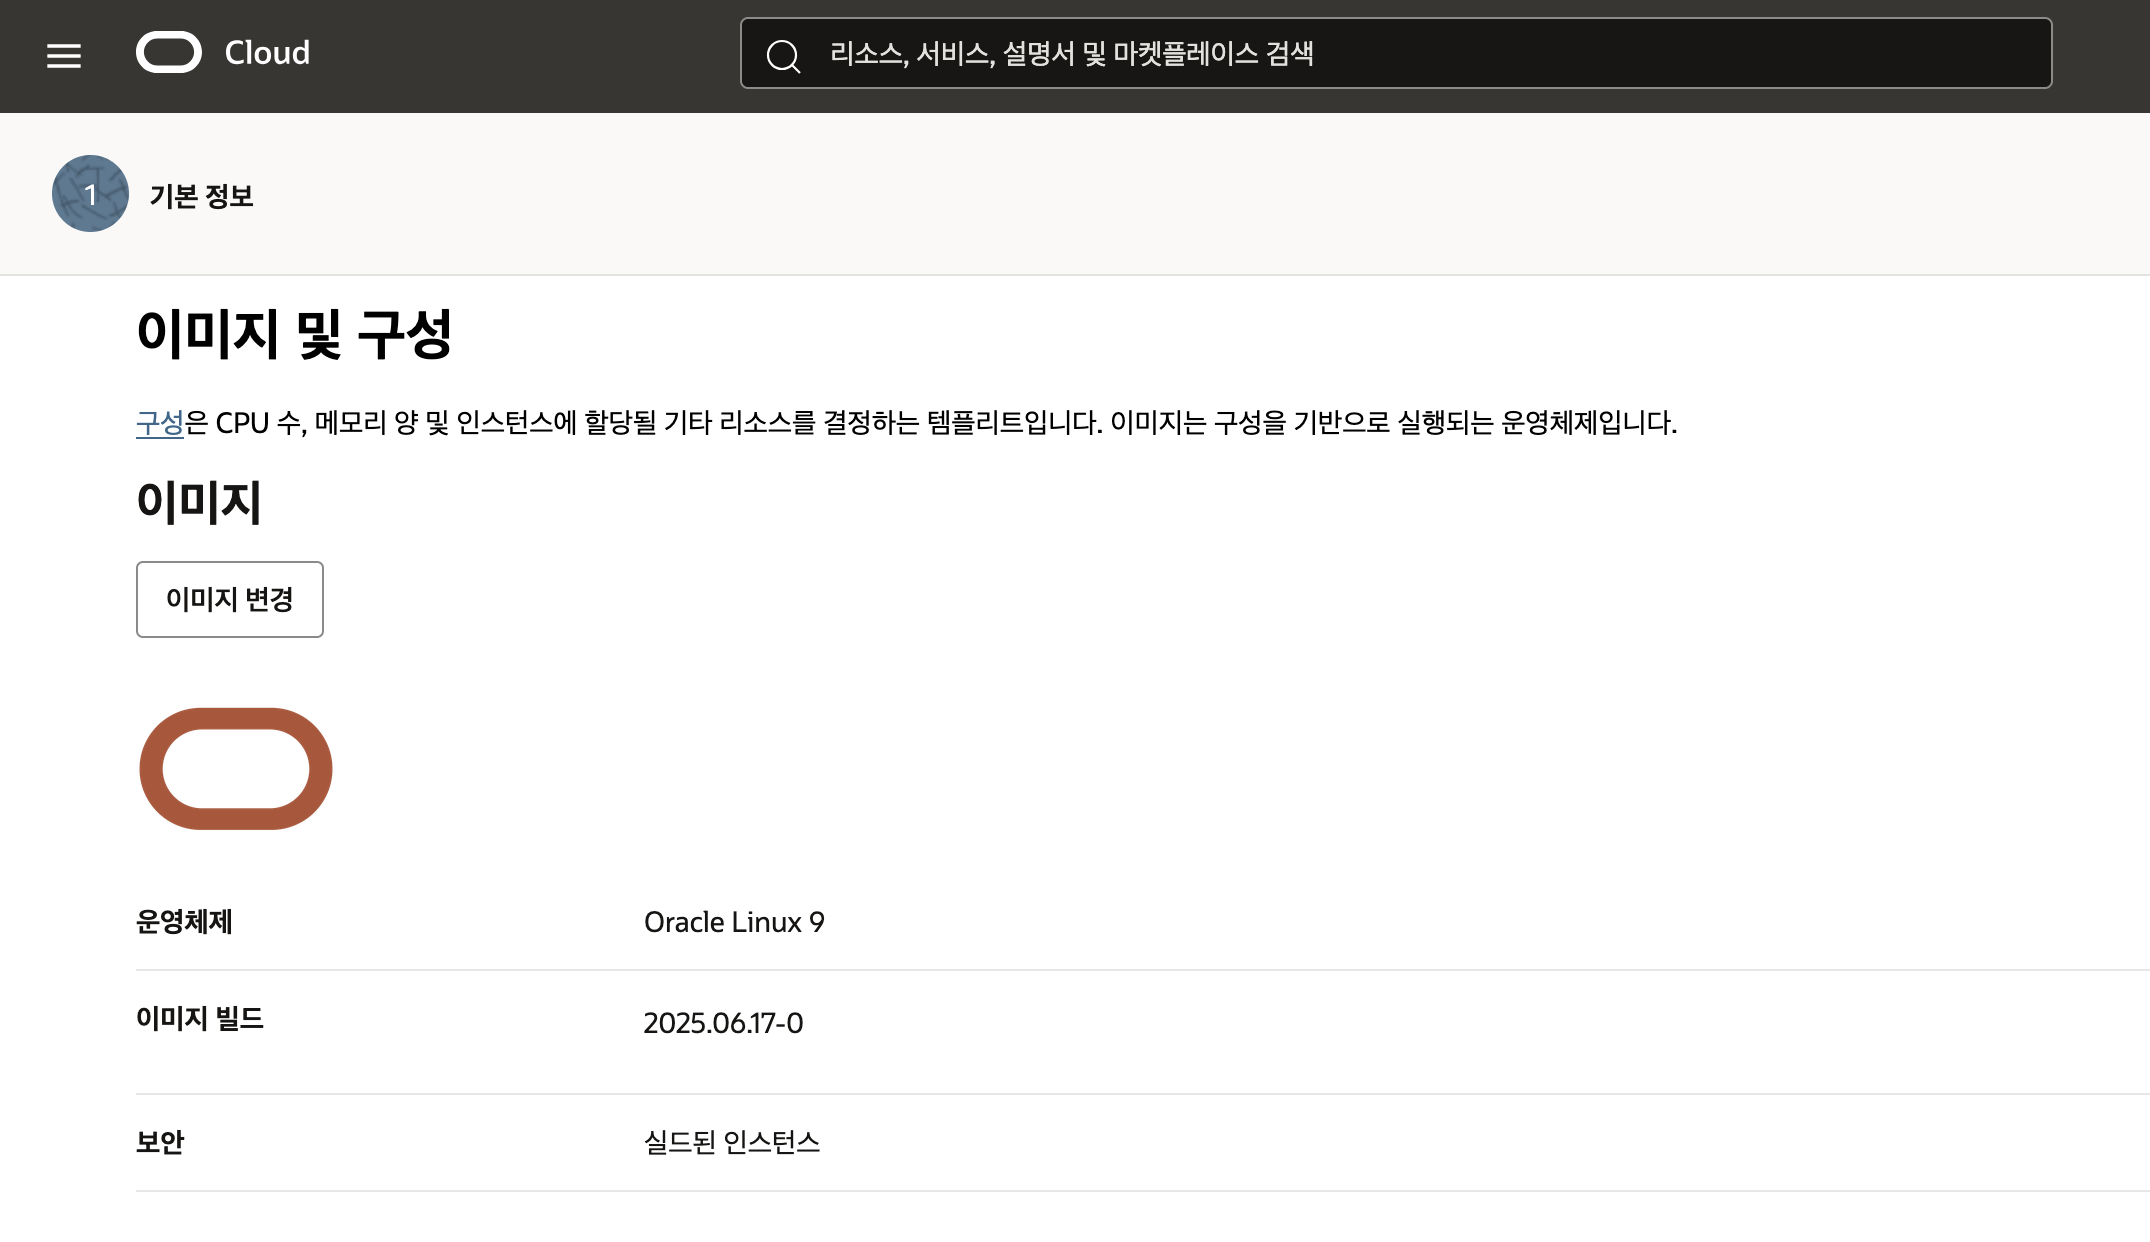 Cloud
리소스, 서비스, 설명서 및 마켓플레이스 검색
1 기본 정보
이미지 및 구성
구성은 CPU 수, 메모리 양 및 인스턴스에 할당될 기타 리소스를 결정하는 템플리트입니다. 이미지는 구성을 기반으로 실행되는 운영체제입니다.
이미지
이미지 변경
운영체제 Oracle Linux 9
이미지 빌드 2025.06.17-0
보안 실드된 인스턴스